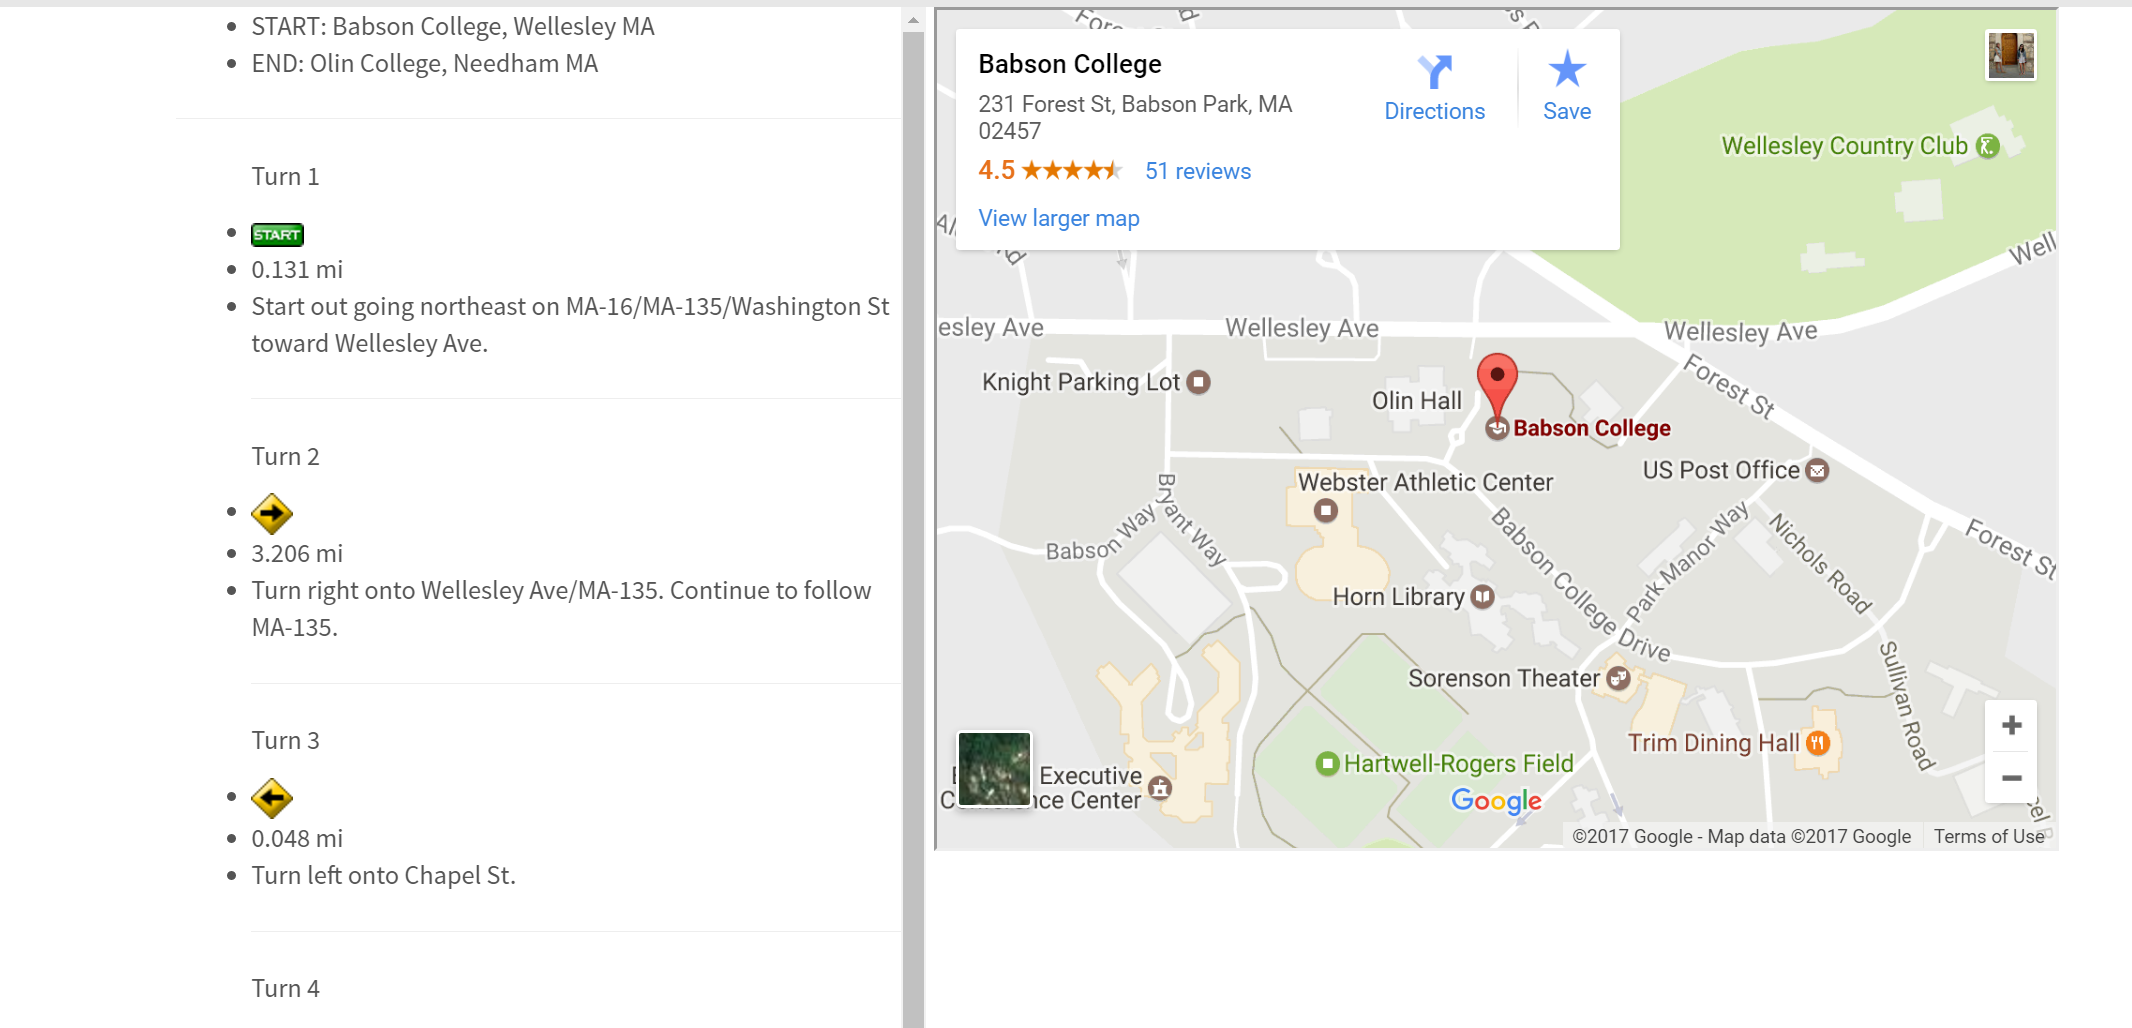 START: Babson College, Wellesley MA
END: Olin College, Needham MA
Turn 1
START
0.131 mi
Start out going northeast on MA-16/MA-135/Washington St
toward Wellesley Ave.
Turn 2
3.206 mi
Turn right onto Wellesley Ave/MA-135. Continue to follow
MA-135.
Turn 3
0.048 mi
Turn left onto Chapel St.
Turn 4
Babson College
231 Forest St, Babson Park, MA
02457
4.5
51 reviews
View larger map
Directions
Save
Wellesley Country Club
esley Ave
Wellesley Ave
Wellesley Ave
Well
Forest St
Knight Parking Lot
Olin Hall
Babson College
US Post Office
Webster Athletic Center
Bryant Way
Babson Way
Babson College Drive
Park Manor Way
Nichols Road
Forest St
Horn Library
Sorenson Theater
Sullivan Road
Trim Dining Hall
Hartwell-Rogers Field
Executive
nce Center
Google
©2017 Google - Map data ©2017 Google
Terms of Use